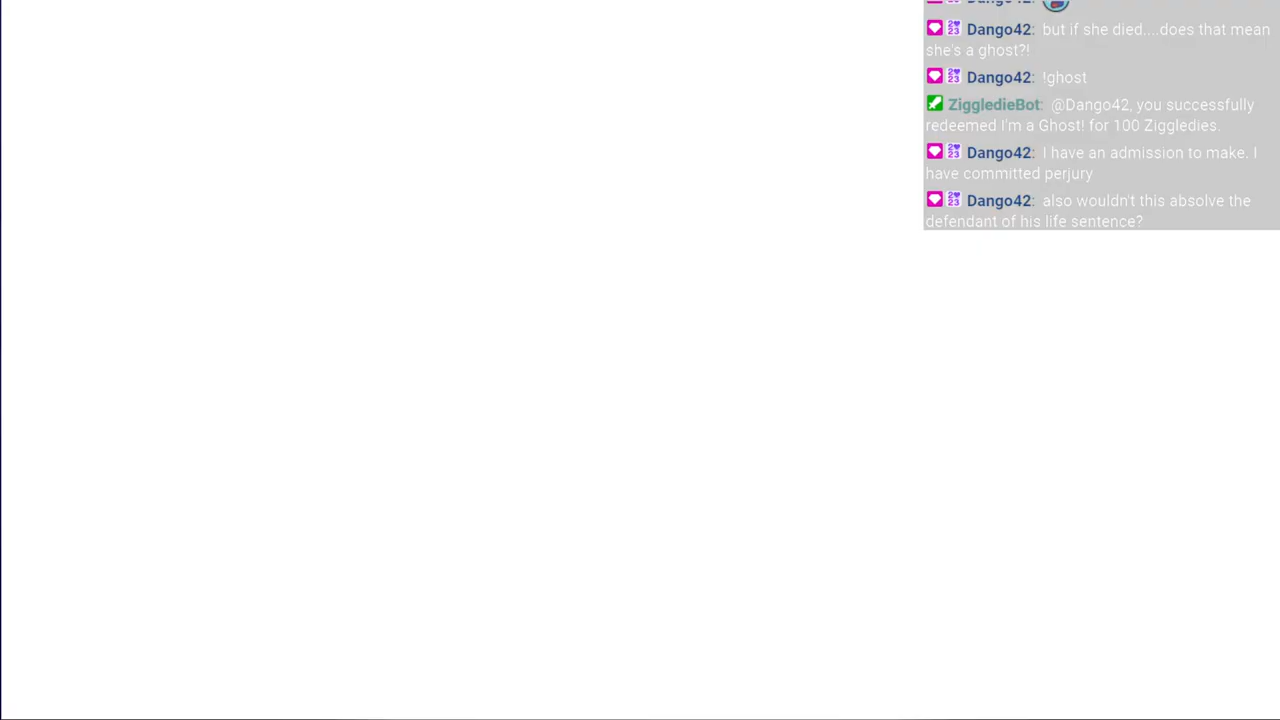 Dango42:
Dango42: but if she died....does that mean
she's a ghost?!
Dango42: !ghost
ZiggledieBot: @Dango42, you successfully
redeemed I'm a Ghost! for 100 Ziggledies.
Dango42: I have an admission to make. I
have committed perjury
Dango42: also wouldn't this absolve the
defendant of his life sentence?